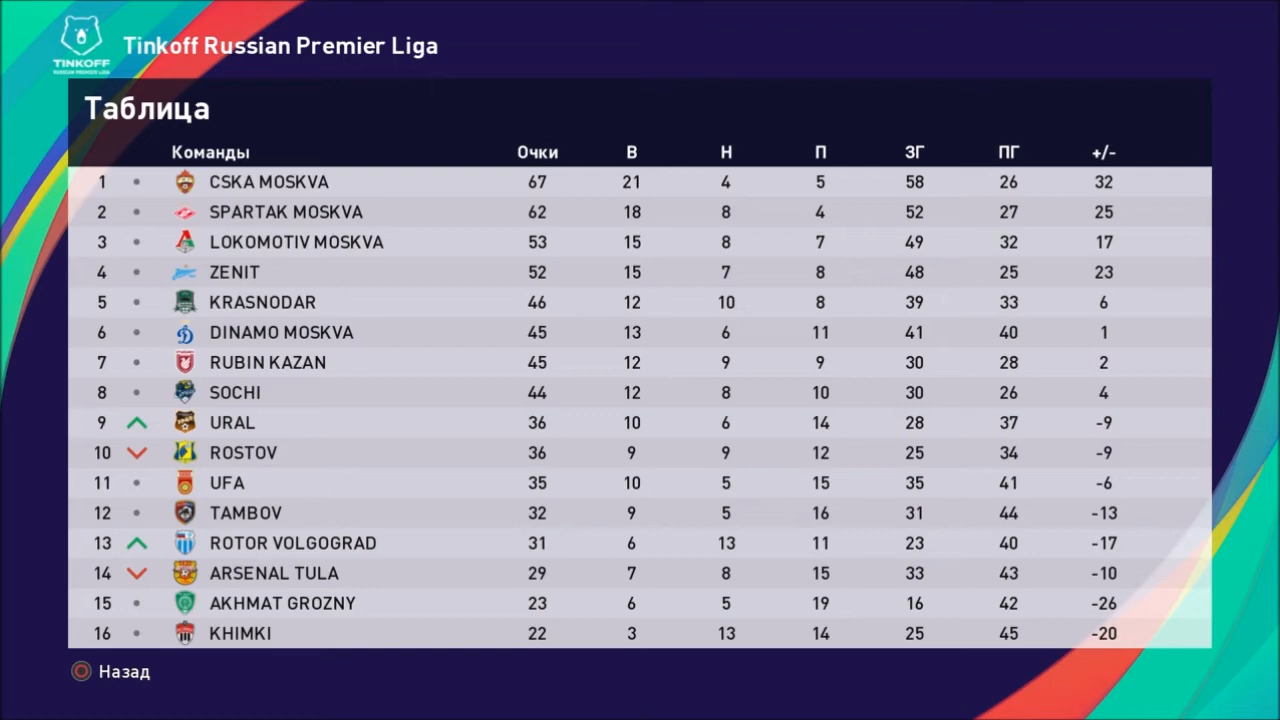 TINKOFF
RUSSIAN PREMIER LIGA
Tinkoff Russian Premier Liga
Таблица
Команды Очки В Н П ЗГ ПГ +/-
1 CSKA MOSKVA 67 21 4 5 58 26 32
2 SPARTAK MOSKVA 62 18 8 4 52 27 25
3 LOKOMOTIV MOSKVA 53 15 8 7 49 32 17
4 ZENIT 52 15 7 8 48 25 23
5 KRASNODAR 46 12 10 8 39 33 6
6 DINAMO MOSKVA 45 13 6 11 41 40 1
7 RUBIN KAZAN 45 12 9 9 30 28 2
8 SOCHI 44 12 8 10 30 26 4
9 URAL 36 10 6 14 28 37 -9
10 ROSTOV 36 9 9 12 25 34 -9
11 UFA 35 10 5 15 35 41 -6
12 TAMBOV 32 9 5 16 31 44 -13
13 ROTOR VOLGOGRAD 31 6 13 11 23 40 -17
14 ARSENAL TULA 29 7 8 15 33 43 -10
15 AKHMAT GROZNY 23 6 5 19 16 42 -26
16 KHIMKI 22 3 13 14 25 45 -20
Назад